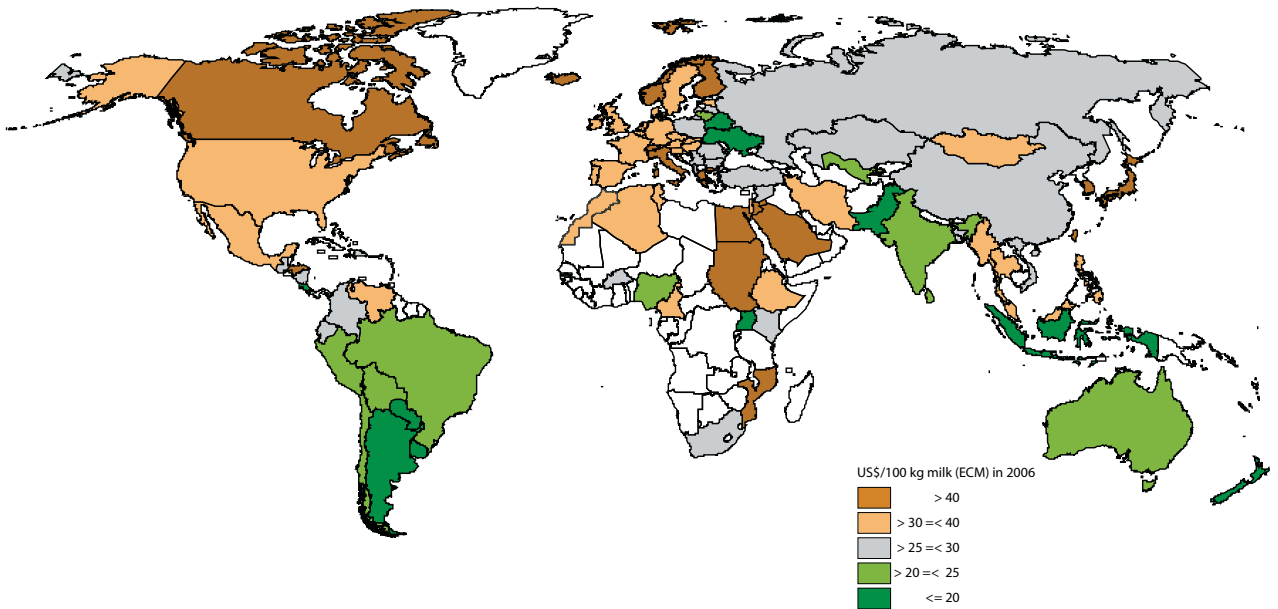 US$/100 kg milk (ECM) in 2006
> 40
> 30 =< 40
> 25 =< 30
> 20 =< 25
<= 20